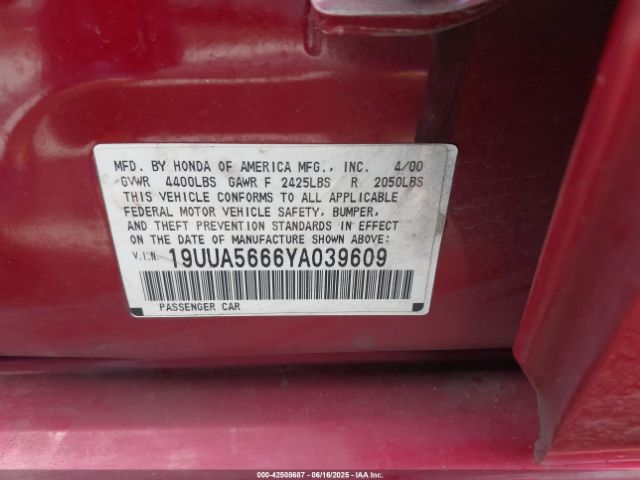 MFD. BY HONDA OF AMERICA MFG., INC. 4/00
GVWR 4400LBS GAWR F 2425LBS R 2050LBS
THIS VEHICLE CONFORMS TO ALL APPLICABLE
FEDERAL MOTOR VEHICLE SAFETY, BUMPER,
AND THEFT PREVENTION STANDARDS IN EFFECT
ON THE DATE OF MANUFACTURE SHOWN ABOVE:
V.I.N. 19UUA5666YA039609
PASSENGER CAR
000-42508687 - 06/16/2025 - IAA Inc.